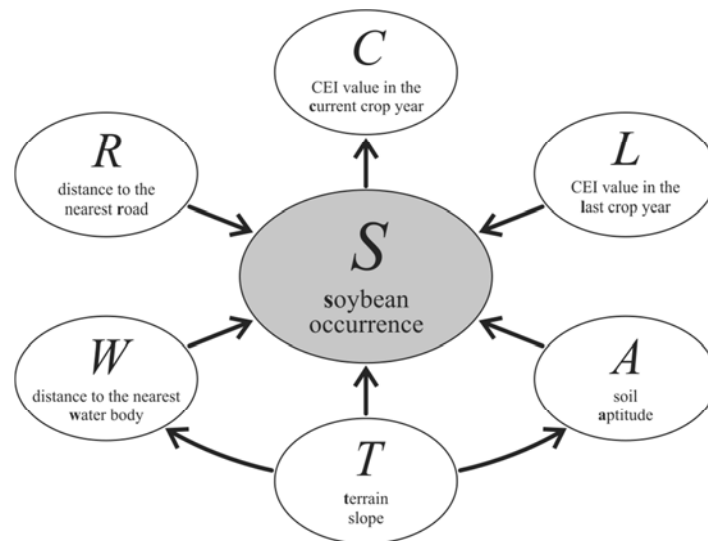 C
CEI value in the
current crop year
R
distance to the
nearest road
L
CEI value in the
last crop year
S
soybean
occurrence
W
distance to the nearest
water body
A
soil
aptitude
T
terrain
slope